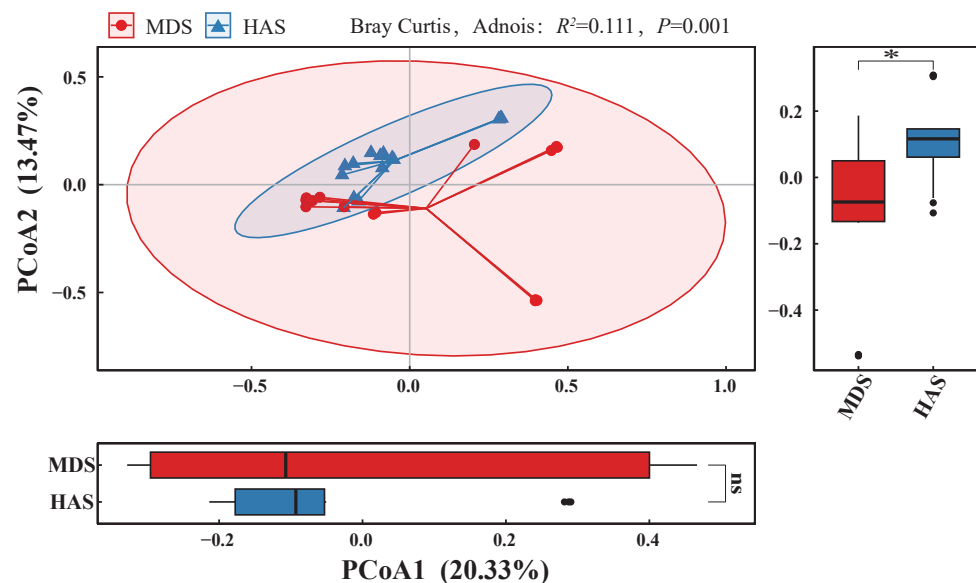 MDS HAS Bray Curtis, Adnois: R²=0.111, P=0.001
PCoA2 (13.47%)
0.5
0.0
−0.5
−0.5 0.0 0.5 1.0
*
0.2
0.0
−0.2
−0.4
MDS HAS
MDS
HAS
ns
−0.2 0.0 0.2 0.4
PCoA1 (20.33%)